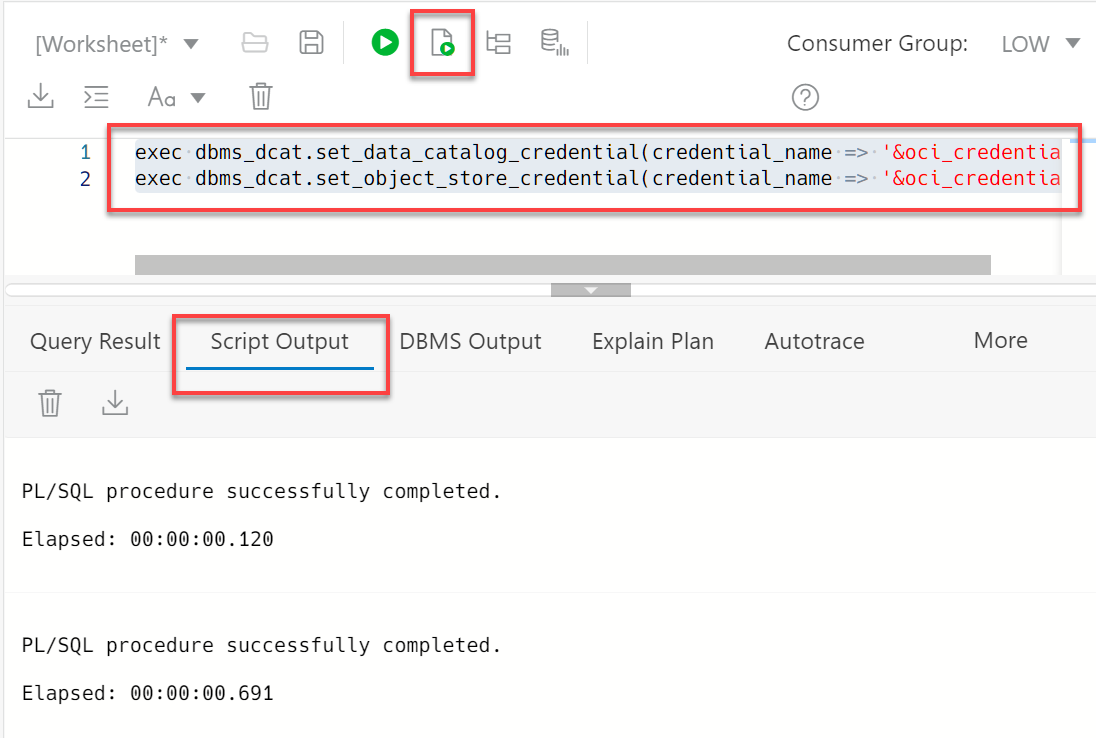 [Worksheet]*
Consumer Group: LOW
Aa
?
1 exec dbms_dcat.set_data_catalog_credential(credential_name => '&oci_credentia
2 exec dbms_dcat.set_object_store_credential(credential_name => '&oci_credentia
Query Result Script Output DBMS Output Explain Plan Autotrace More
PL/SQL procedure successfully completed.
Elapsed: 00:00:00.120
PL/SQL procedure successfully completed.
Elapsed: 00:00:00.691